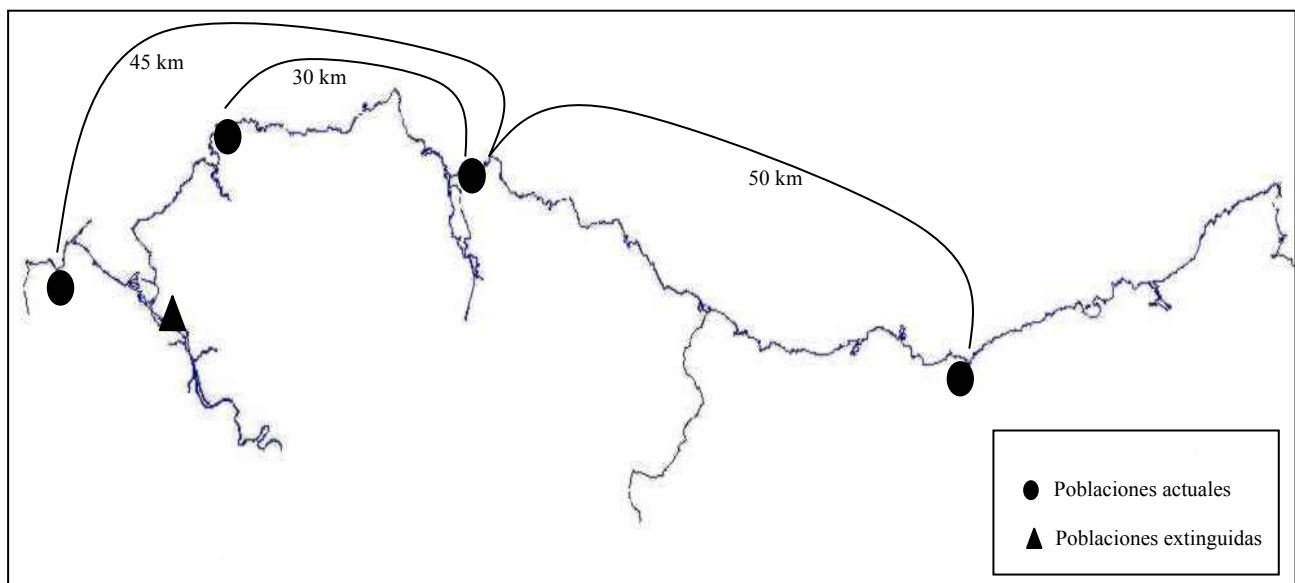 45 km
30 km
50 km
Poblaciones actuales
Poblaciones extinguidas